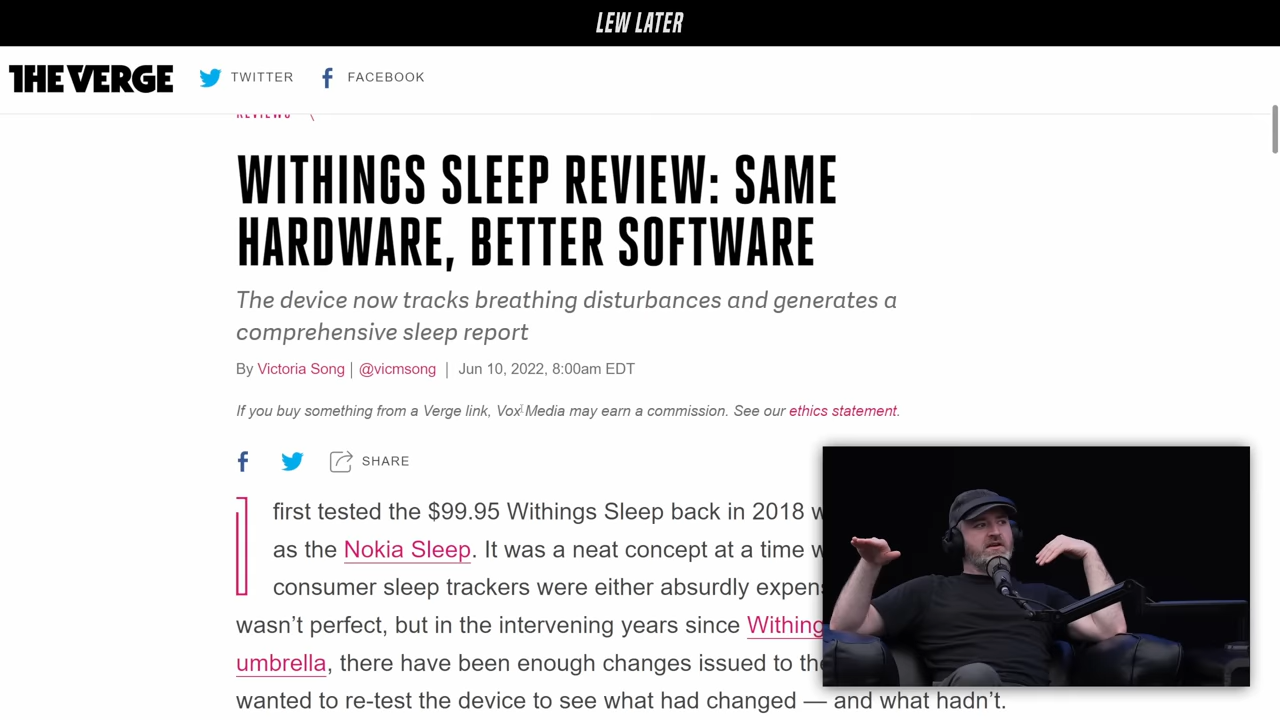 LEW LATER
THE VERGE TWITTER FACEBOOK
REVIEWS
WITHINGS SLEEP REVIEW: SAME
HARDWARE, BETTER SOFTWARE
The device now tracks breathing disturbances and generates a
comprehensive sleep report
By Victoria Song | @vicmsong | Jun 10, 2022, 8:00am EDT
If you buy something from a Verge link, Vox Media may earn a commission. See our ethics statement.
SHARE
I first tested the $99.95 Withings Sleep back in 2018 w
as the Nokia Sleep. It was a neat concept at a time w
consumer sleep trackers were either absurdly expens
wasn’t perfect, but in the intervening years since Withing
umbrella, there have been enough changes issued to the
wanted to re-test the device to see what had changed — and what hadn’t.